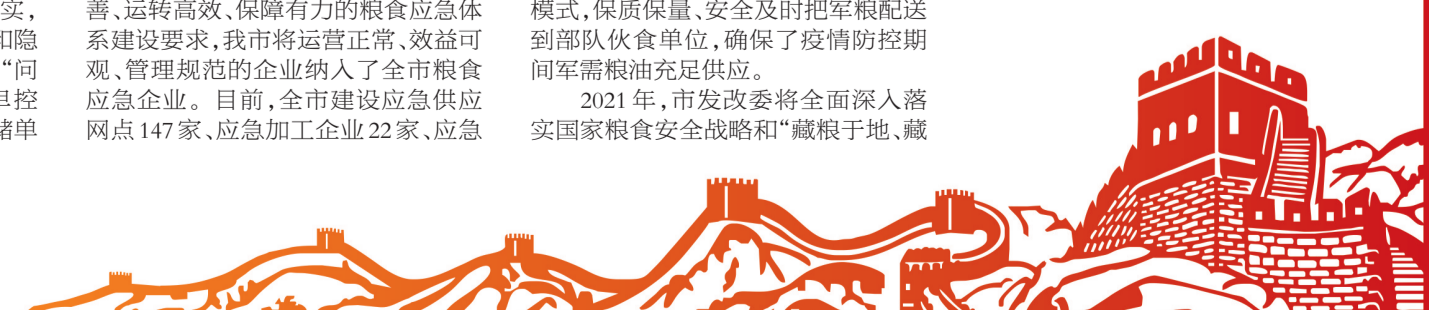 实,
和隐
“问
早控
储单
善、运转高效、保障有力的粮食应急体
系建设要求,我市将运营正常、效益可
观、管理规范的企业纳入了全市粮食
应急企业。目前,全市建设应急供应
网点147家、应急加工企业22家、应急
模式,保质保量、安全及时把军粮配送
到部队伙食单位,确保了疫情防控期
间军需粮油充足供应。
2021年,市发改委将全面深入落
实国家粮食安全战略和“藏粮于地、藏